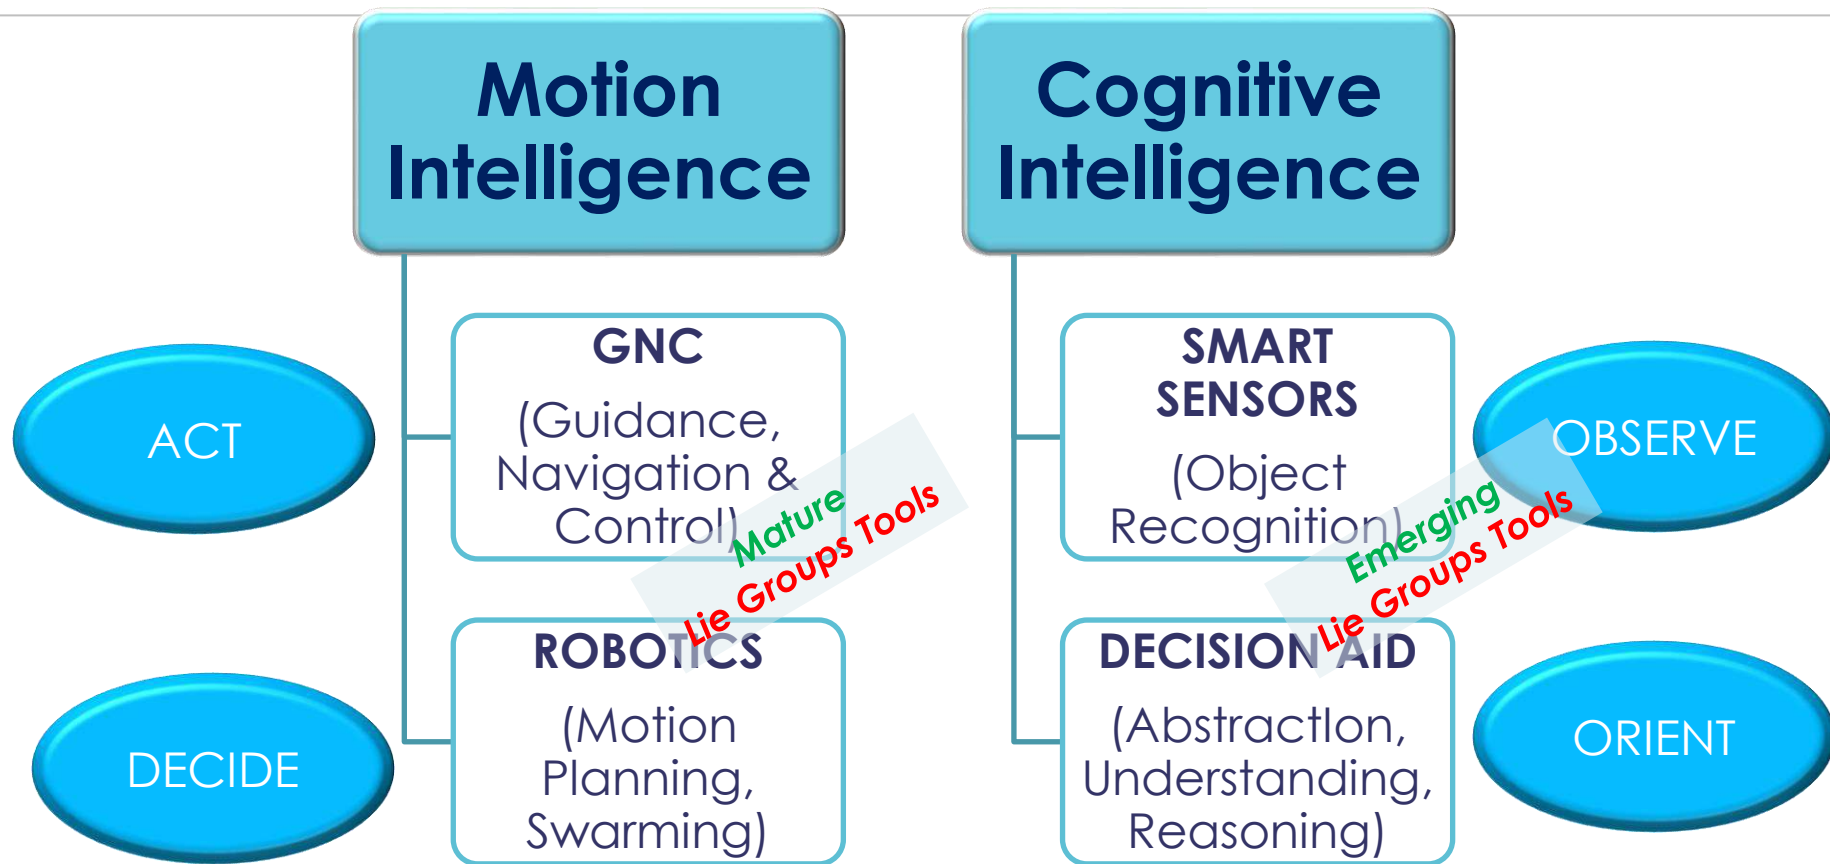 Motion
Intelligence
Cognitive
Intelligence
ACT
GNC
(Guidance,
Navigation &
Control)
Mature
Lie Groups Tools
SMART
SENSORS
(Object
Recognition)
Emerging
Lie Groups Tools
OBSERVE
DECIDE
ROBOTICS
(Motion
Planning,
Swarming)
DECISION AID
(AbstractIon,
Understanding,
Reasoning)
ORIENT